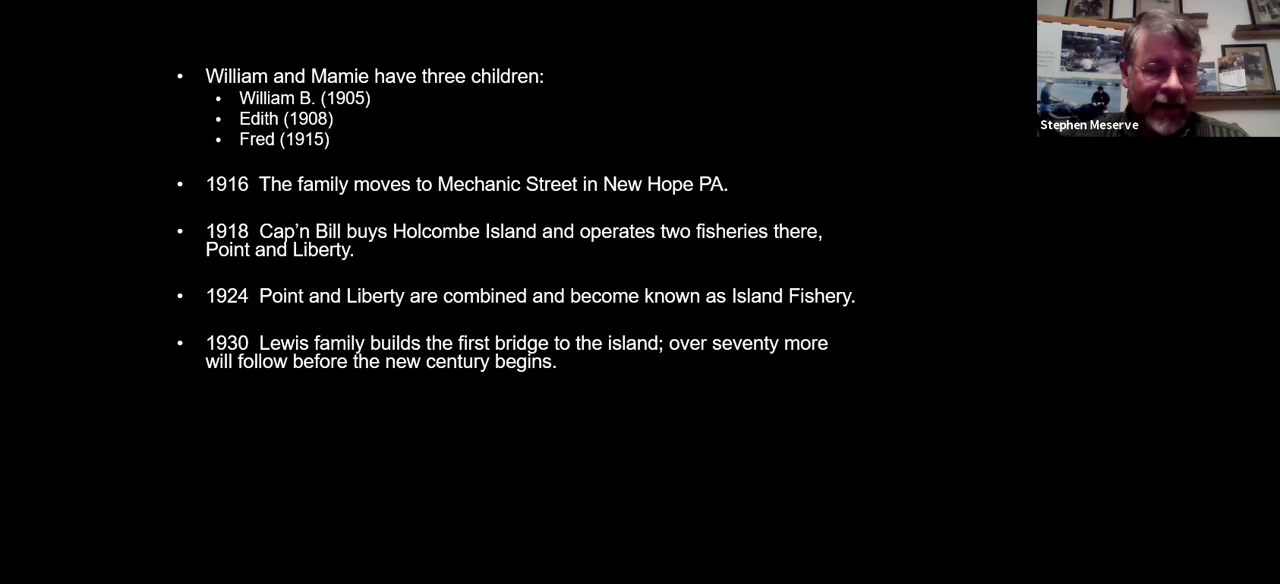 • William and Mamie have three children:
• William B. (1905)
• Edith (1908)
• Fred (1915)
• 1916 The family moves to Mechanic Street in New Hope PA.
• 1918 Cap’n Bill buys Holcombe Island and operates two fisheries there,
Point and Liberty.
• 1924 Point and Liberty are combined and become known as Island Fishery.
• 1930 Lewis family builds the first bridge to the island; over seventy more
will follow before the new century begins.
Stephen Meserve